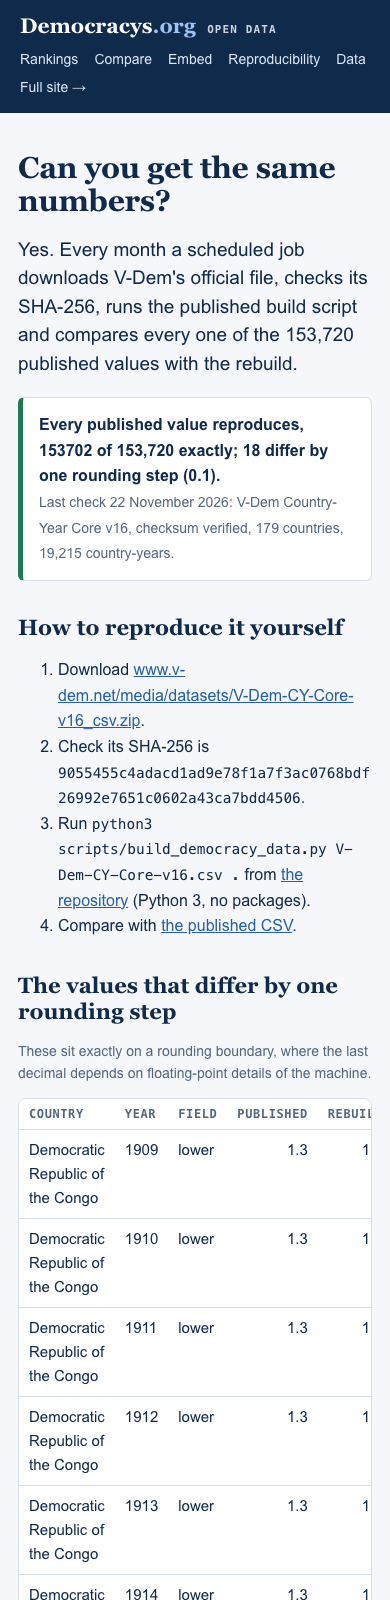 Democracys.org OPEN DATA
Rankings Compare Embed Reproducibility Data
Full site →
Can you get the same
numbers?
Yes. Every month a scheduled job
downloads V-Dem's official file, checks its
SHA-256, runs the published build script
and compares every one of the 153,720
published values with the rebuild.
Every published value reproduces,
153702 of 153,720 exactly; 18 differ by
one rounding step (0.1).
Last check 22 November 2026: V-Dem Country-
Year Core v16, checksum verified, 179 countries,
19,215 country-years.
How to reproduce it yourself
1. Download www.v-
dem.net/media/datasets/V-Dem-CY-Core-
v16_csv.zip.
2. Check its SHA-256 is
9055455c4adacd1ad9e78f1a7f3ac0768bdf
26992e7651c0602a43ca7bdd4506.
3. Run python3
scripts/build_democracy_data.py V-
Dem-CY-Core-v16.csv . from the
repository (Python 3, no packages).
4. Compare with the published CSV.
The values that differ by one
rounding step
These sit exactly on a rounding boundary, where the last
decimal depends on floating-point details of the machine.
COUNTRY YEAR FIELD PUBLISHED REBUIL
Democratic 1909 lower 1.3 1
Republic of
the Congo
Democratic 1910 lower 1.3 1
Republic of
the Congo
Democratic 1911 lower 1.3 1
Republic of
the Congo
Democratic 1912 lower 1.3 1
Republic of
the Congo
Democratic 1913 lower 1.3 1
Republic of
the Congo
Democratic 1914 lower 1.3 1